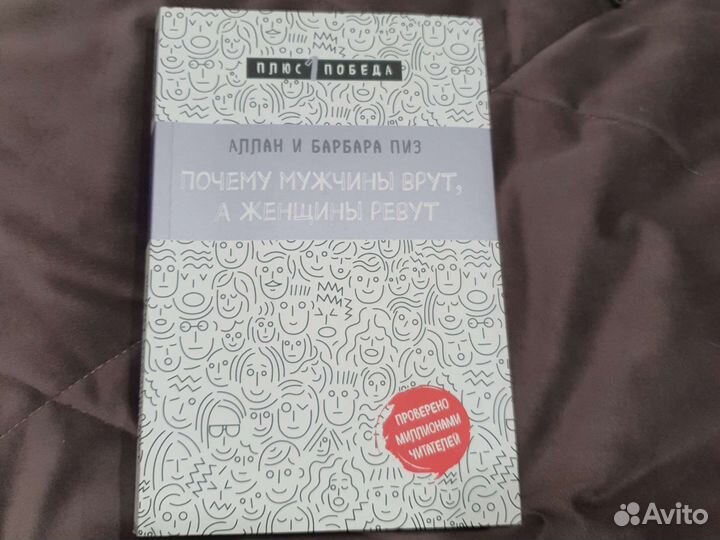 ПЛЮС 1 ПОБЕДА
АЛЛАН И БАРБАРА ПИЗ
ПОЧЕМУ МУЖЧИНЫ ВРУТ,
А ЖЕНЩИНЫ РЕВУТ
ПРОВЕРЕНО
МИЛЛИОНАМИ
ЧИТАТЕЛЕЙ
Avito